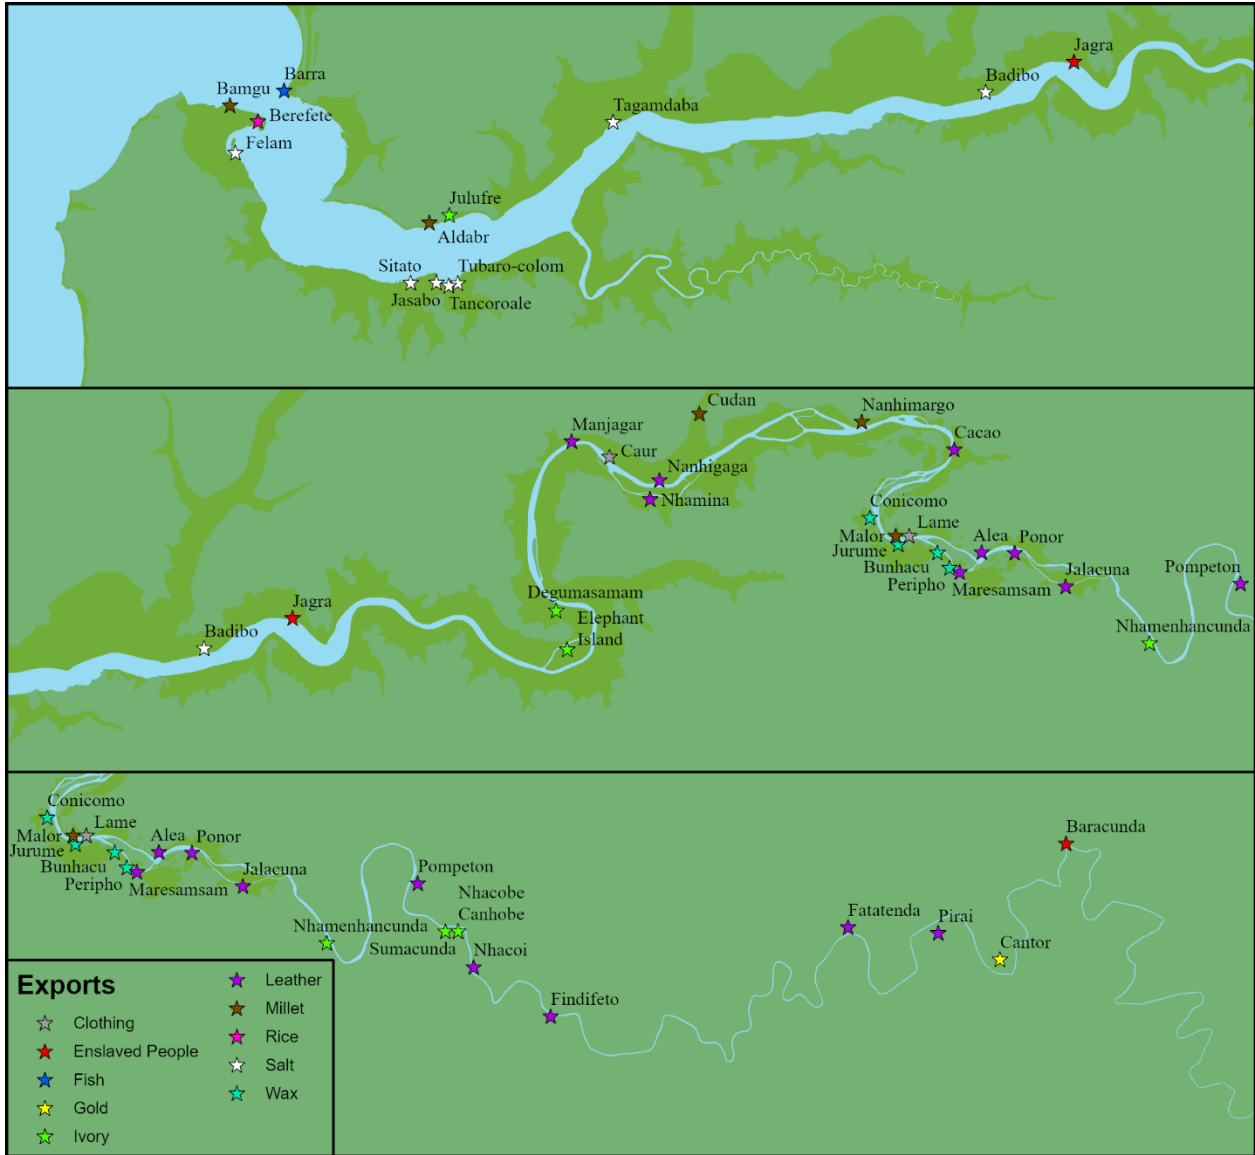 Jagra
Barra
Badibo
Bamgu
Tagamdaba
Berefete
Felam
Julufre
Aldabr
Sitato
Tubaro-colom
Jasabo
Tancoroale
Cudan
Nanhimargo
Manjagar
Cacao
Caur
Nanhigaga
Nhamina
Conicomo
Lame
Malor
Alea
Ponor
Jurume
Bunhacu
Jalacuna
Pompeton
Peripho
Maresamsam
Degumasamam
Jagra
Elephant
Island
Badibo
Nhamenhancunda
Conicomo
Lame
Malor
Alea
Ponor
Baracunda
Jurume
Bunhacu
Jalacuna
Pompeton
Peripho
Maresamsam
Nhacobe
Fatatenda
Pirai
Nhamenhancunda
Canhobe
Sumacunda
Cantor
Nhacoi
Findifeto
Exports
Clothing
Enslaved People
Fish
Gold
Ivory
Leather
Millet
Rice
Salt
Wax